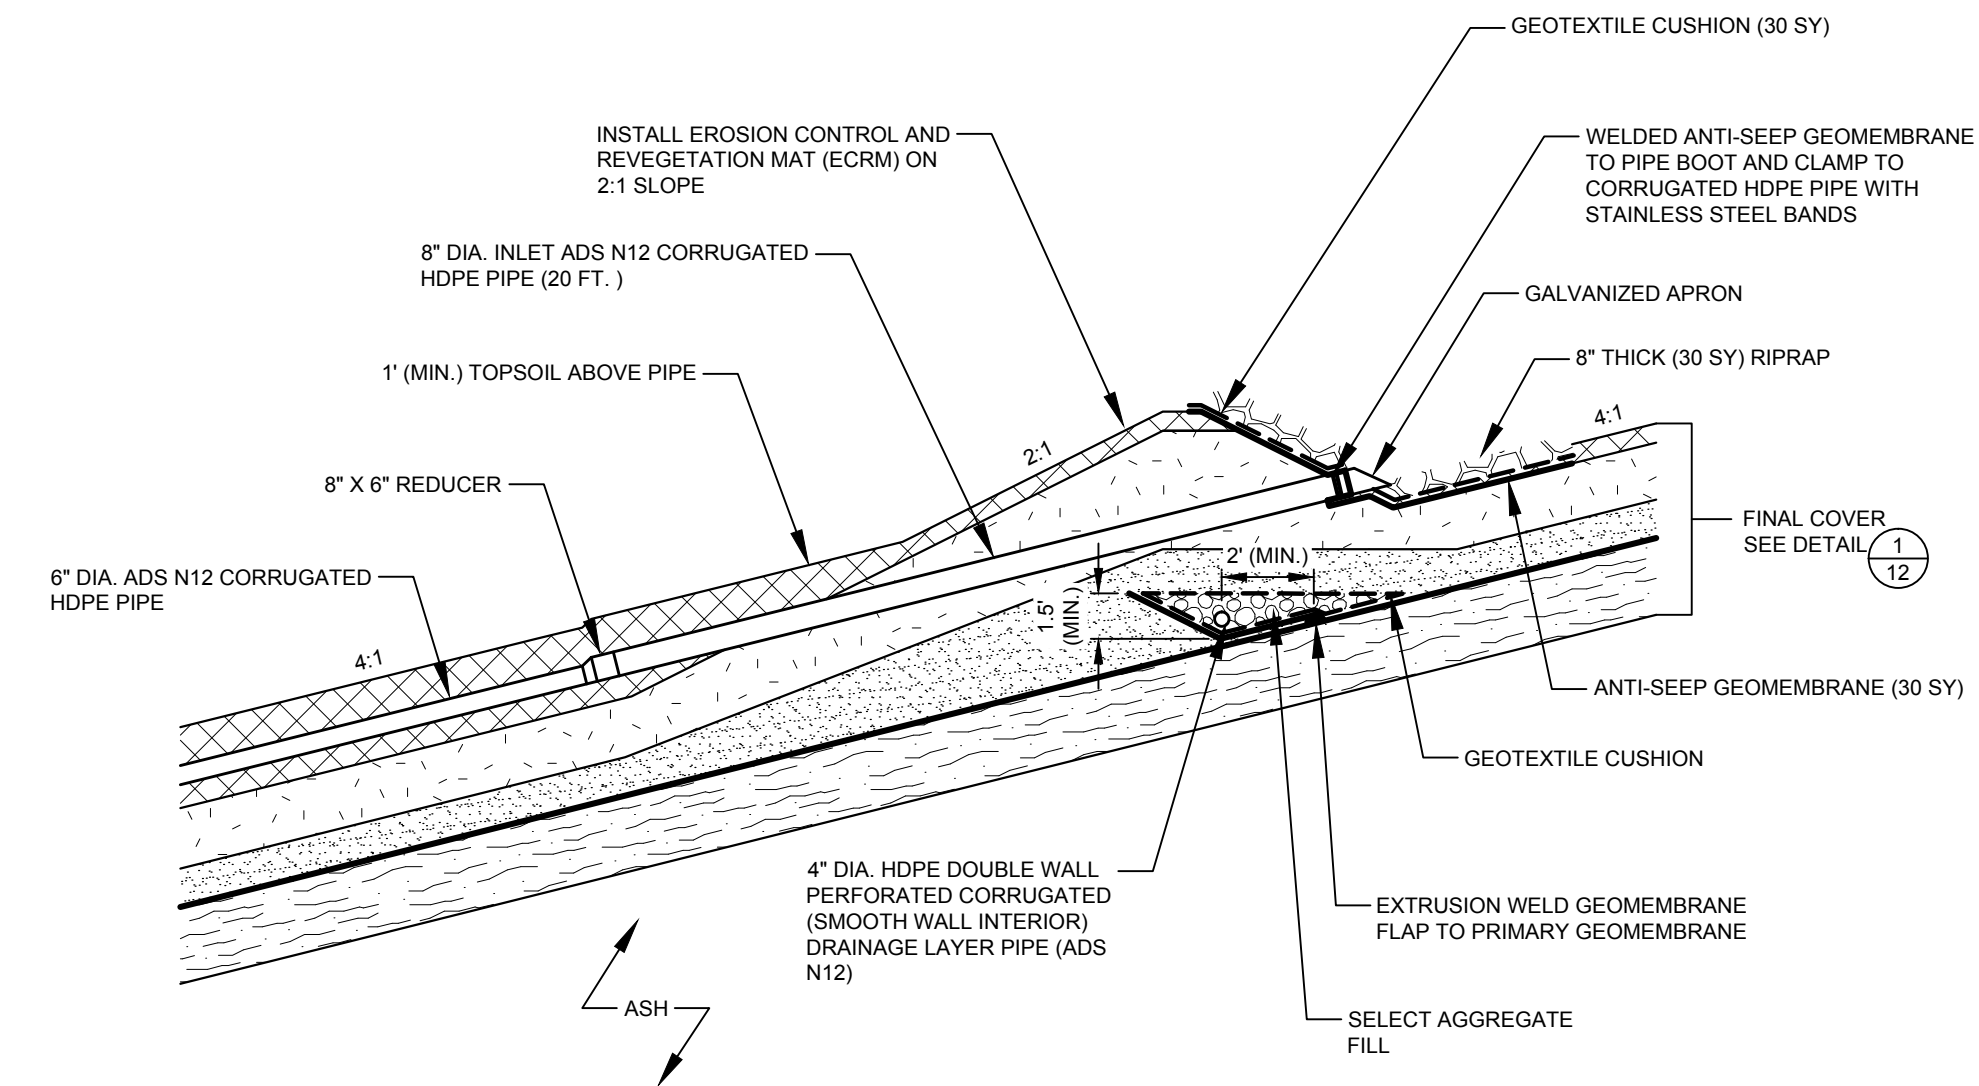 GEOTEXTILE CUSHION (30 SY)
INSTALL EROSION CONTROL AND
REVEGETATION MAT (ECRM) ON
2:1 SLOPE
WELDED ANTI-SEEP GEOMEMBRANE
TO PIPE BOOT AND CLAMP TO
CORRUGATED HDPE PIPE WITH
STAINLESS STEEL BANDS
8" DIA. INLET ADS N12 CORRUGATED
HDPE PIPE (20 FT. )
GALVANIZED APRON
1' (MIN.) TOPSOIL ABOVE PIPE
8" THICK (30 SY) RIPRAP
4:1
2:1
8" X 6" REDUCER
FINAL COVER
SEE DETAIL
1
12
2' (MIN.)
6" DIA. ADS N12 CORRUGATED
HDPE PIPE
1.5'
(MIN.)
4:1
ANTI-SEEP GEOMEMBRANE (30 SY)
GEOTEXTILE CUSHION
4" DIA. HDPE DOUBLE WALL
PERFORATED CORRUGATED
(SMOOTH WALL INTERIOR)
DRAINAGE LAYER PIPE (ADS
N12)
EXTRUSION WELD GEOMEMBRANE
FLAP TO PRIMARY GEOMEMBRANE
ASH
SELECT AGGREGATE
FILL